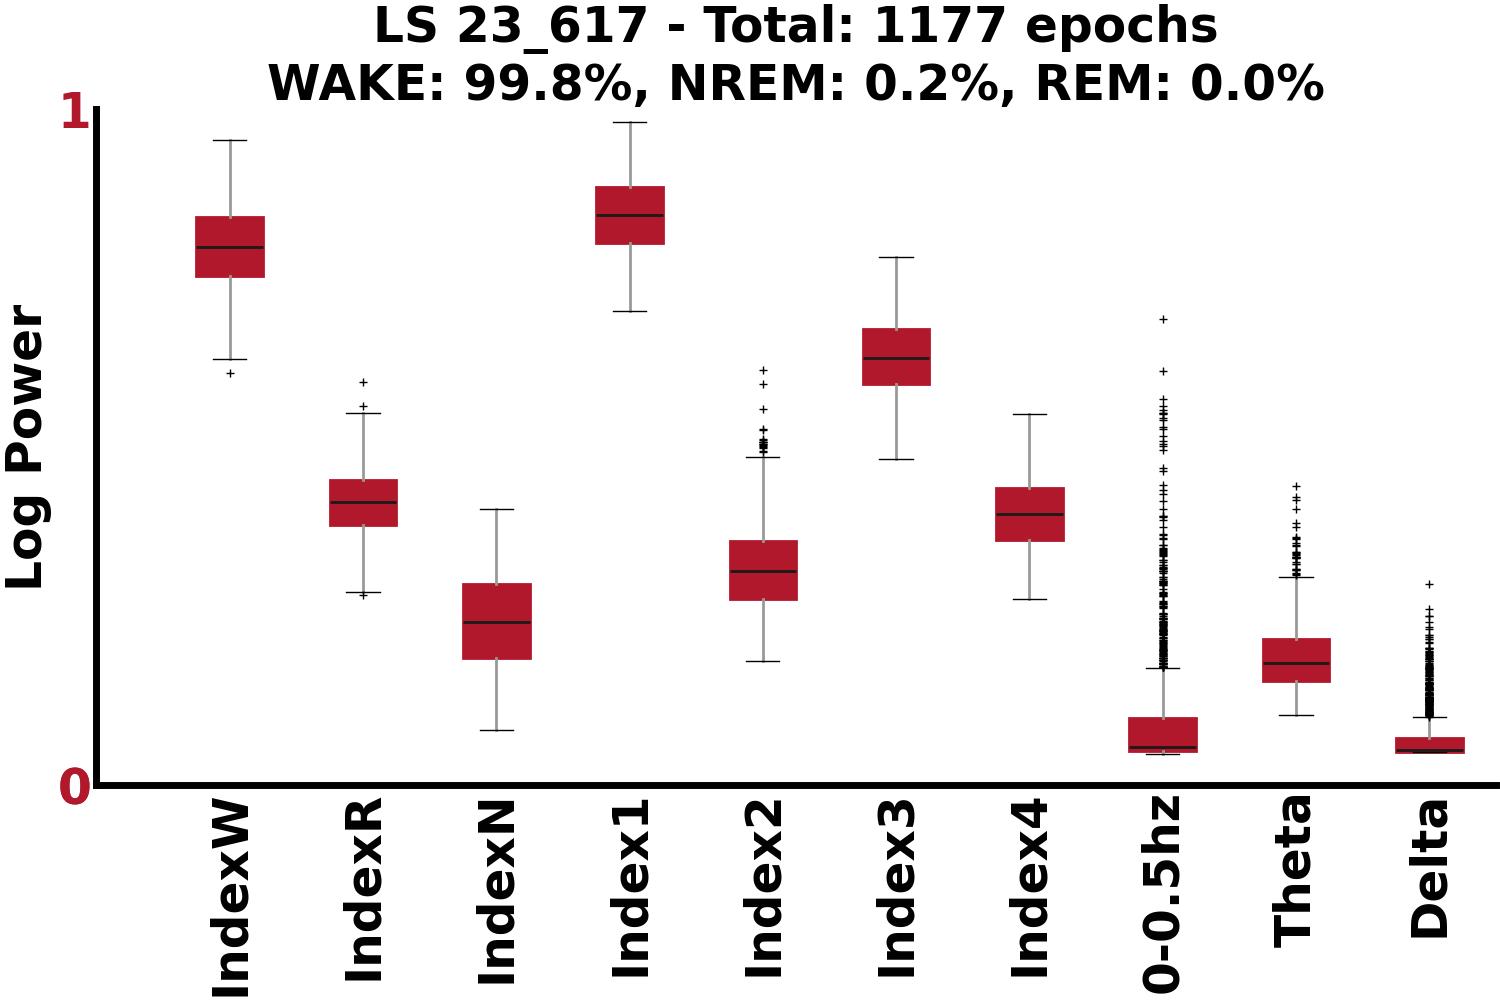 LS 23_617 - Total: 1177 epochs
WAKE: 99.8%, NREM: 0.2%, REM: 0.0%
1
Log Power
0
IndexW
IndexR
IndexN
Index1
Index2
Index3
Index4
0-0.5hz
Theta
Delta